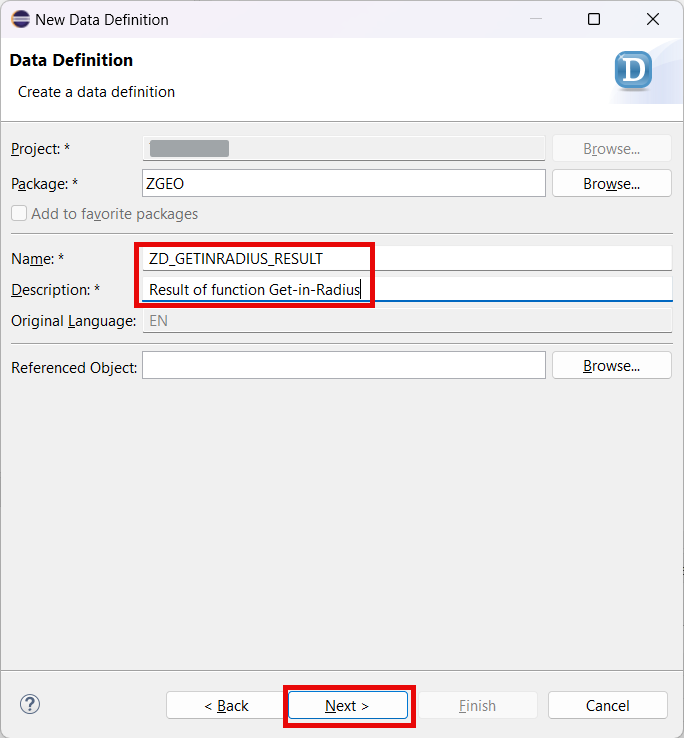 New Data Definition
Data Definition
Create a data definition
D
Project: * Browse...
Package: * ZGEO Browse...
Add to favorite packages
Name: * ZD_GETINRADIUS_RESULT
Description: * Result of function Get-in-Radius
Original Language: EN
Referenced Object: Browse...
? < Back Next > Finish Cancel